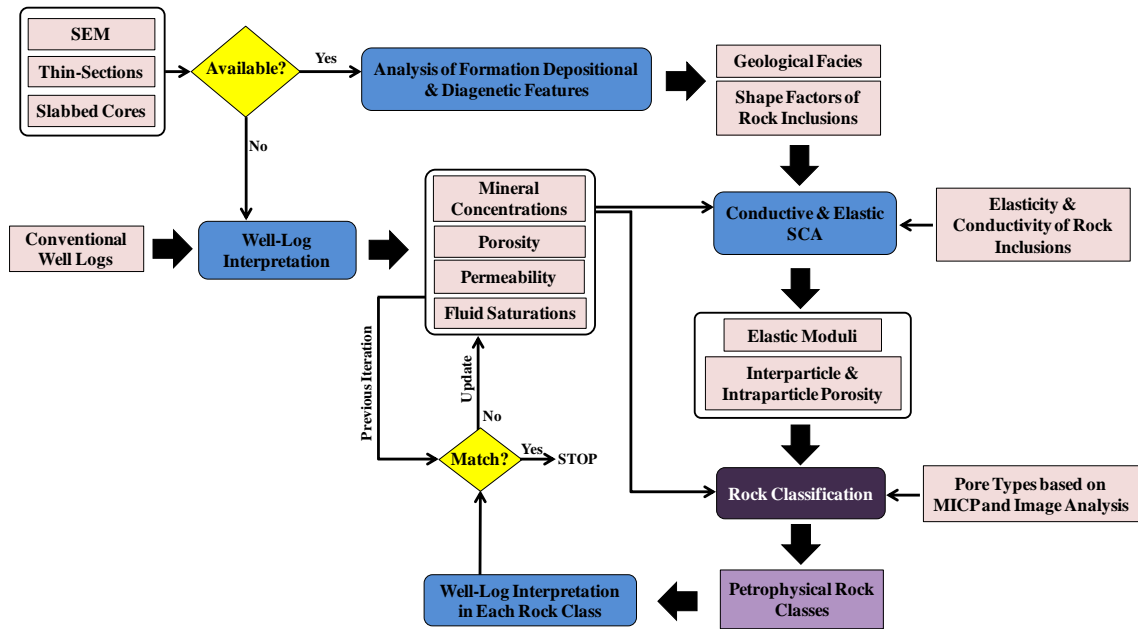 SEM
Thin-Sections
Slabbed Cores
Available?
Yes
No
Analysis of Formation Depositional
& Diagenetic Features
Geological Facies
Shape Factors of
Rock Inclusions
Conventional
Well Logs
Well-Log
Interpretation
Mineral
Concentrations
Porosity
Permeability
Fluid Saturations
Conductive & Elastic
SCA
Elasticity &
Conductivity of Rock
Inclusions
Elastic Moduli
Interparticle &
Intraparticle Porosity
Previous Iteration
Update
No
Match?
Yes
STOP
Rock Classification
Pore Types based on
MICP and Image Analysis
Well-Log Interpretation
in Each Rock Class
Petrophysical Rock
Classes